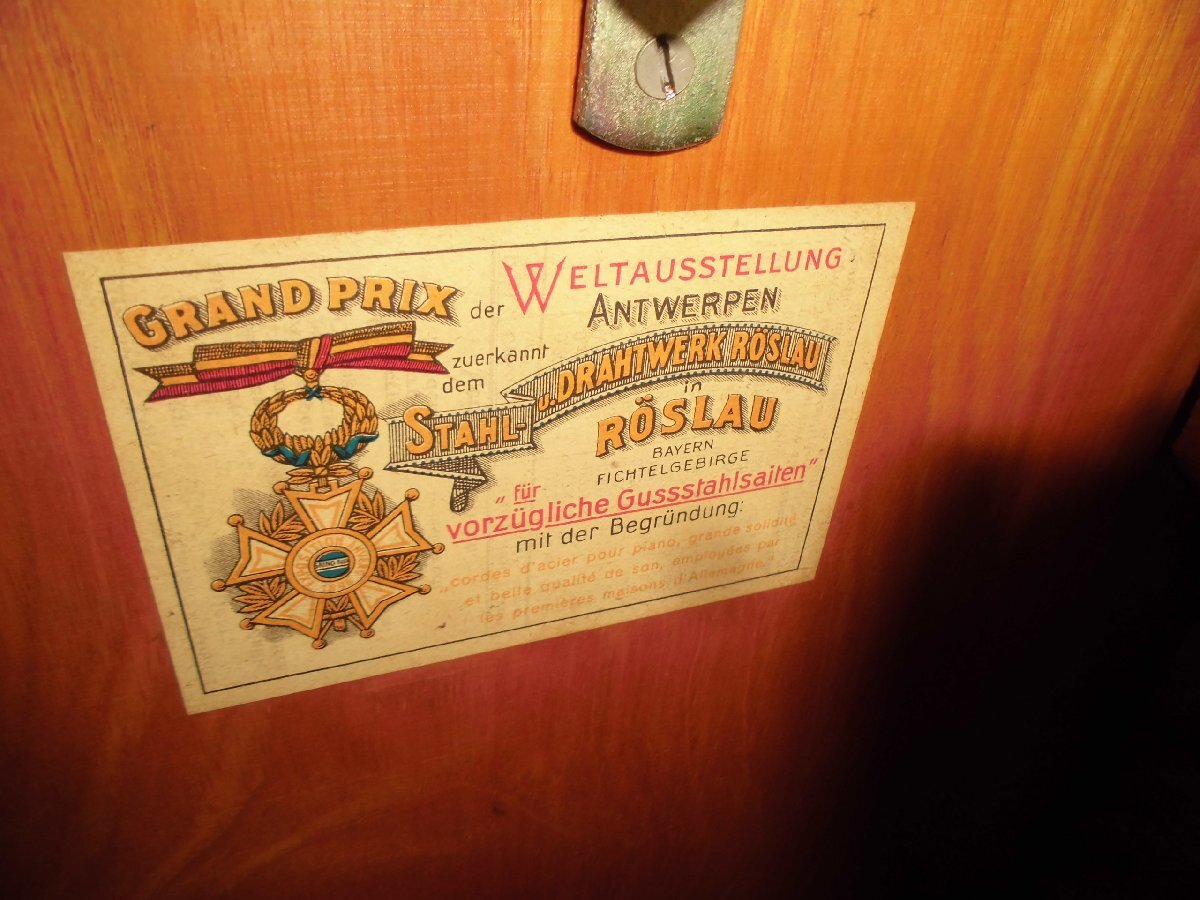 GRAND PRIX der WELTAUSSTELLUNG
ANTWERPEN
zuerkannt
dem
STAHL- u. DRAHTWERK RÖSLAU
in
RÖSLAU
BAYERN
FICHTELGEBIRGE
"für
vorzügliche Gussstahlsaiten"
mit der Begründung:
"cordes d'acier pour piano, grande solidité
et belle qualité de son, employées par
les premières maisons d'Allemagne."